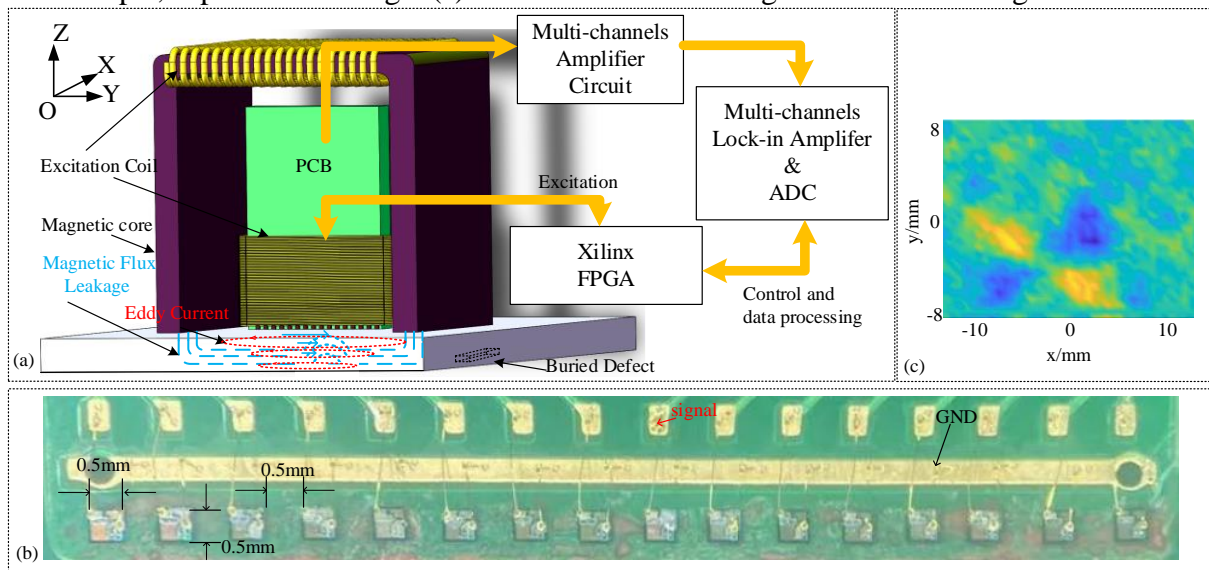 (a)
Z
X
O
Y
Multi-channels
Amplifier
Circuit
Multi-channels
Lock-in Amplifer
&
ADC
PCB
Excitation Coil
Excitation
Magnetic core
Magnetic Flux
Leakage
Eddy Current
Xilinx
FPGA
Control and
data processing
Buried Defect
(c)
8
0
-8
y/mm
-10
0
10
x/mm
signal
GND
0.5mm
0.5mm
0.5mm
(b)